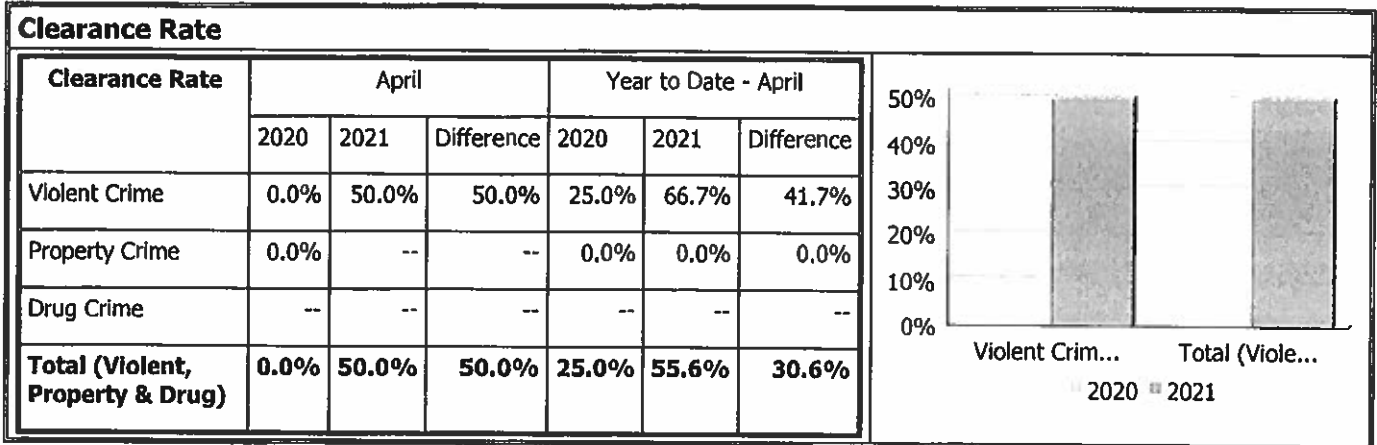 Clearance Rate
Clearance Rate April Year to Date - April
2020 2021 Difference 2020 2021 Difference
Violent Crime 0.0% 50.0% 50.0% 25.0% 66.7% 41.7%
Property Crime 0.0% -- -- 0.0% 0.0% 0.0%
Drug Crime -- -- -- -- -- --
Total (Violent, 0.0% 50.0% 50.0% 25.0% 55.6% 30.6%
Property & Drug)
50%
40%
30%
20%
10%
0%
Violent Crim... Total (Viole...
2020 2021